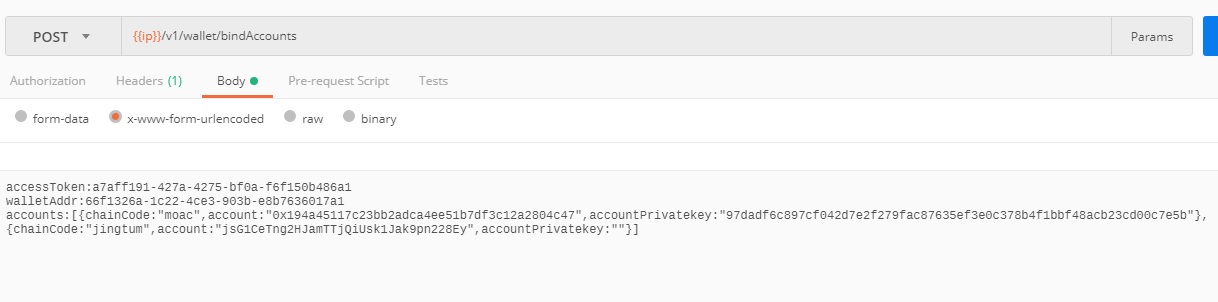 POST {{ip}}/v1/wallet/bindAccounts Params
Authorization Headers (1) Body Pre-request Script Tests
form-data x-www-form-urlencoded raw binary
accessToken:a7aff191-427a-4275-bf0a-f6f150b486a1
walletAddr:66f1326a-1c22-4ce3-903b-e8b7636017a1
accounts:[{chainCode:"moac",account:"0x194a45117c23bb2adca4ee51b7df3c12a2804c47",accountPrivatekey:"97dadf6c897cf042d7e2f279fac87635ef3e0c378b4f1bbf48acb23cd00c7e5b"},
{chainCode:"jingtum",account:"jsG1CeTng2HJamTTjQiUsk1Jak9pn228Ey",accountPrivatekey:""}]